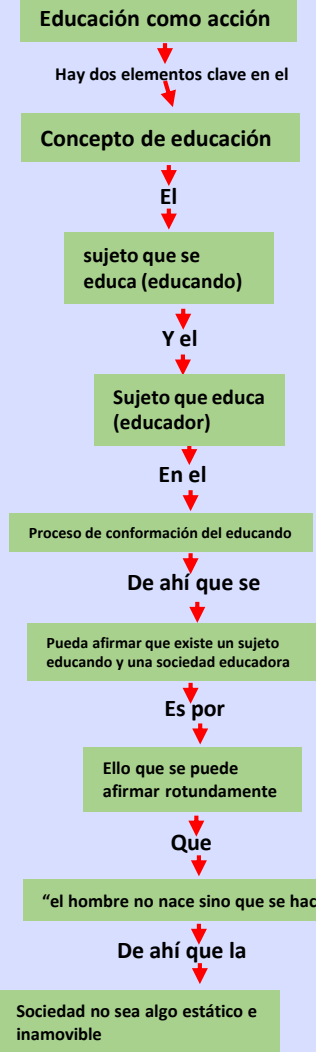 Educación como acción
Hay dos elementos clave en el
Concepto de educación
El
sujeto que se
educa (educando)
Y el
Sujeto que educa
(educador)
En el
Proceso de conformación del educando
De ahí que se
Pueda afirmar que existe un sujeto
educando y una sociedad educadora
Es por
Ello que se puede
afirmar rotundamente
Que
“el hombre no nace sino que se hac
De ahí que la
Sociedad no sea algo estático e
inamovible